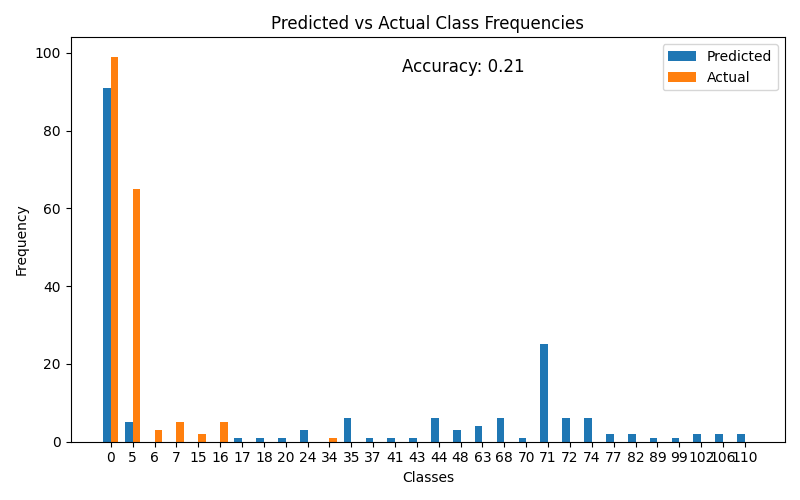 Predicted vs Actual Class Frequencies
100
80
60
40
20
0
Frequency
Accuracy: 0.21
Predicted
Actual
0 5 6 7 15 16 17 18 20 24 34 35 37 41 43 44 48 63 68 70 71 72 74 77 82 89 99 102 106 110
Classes